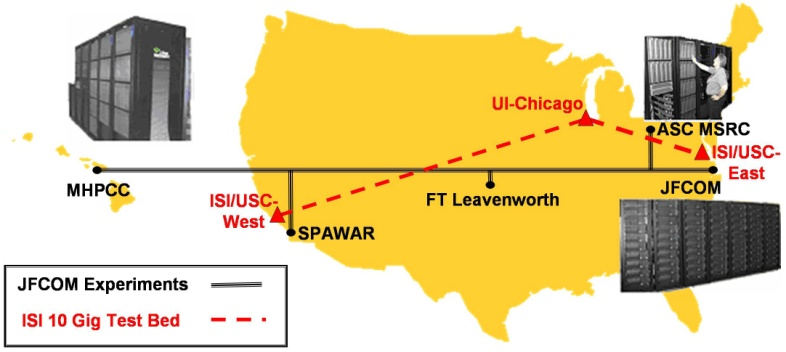 UI-Chicago
ASC MSRC
ISI/USC-
East
MHPCC
JFCOM
ISI/USC-
West
FT Leavenworth
SPAWAR
JFCOM Experiments
ISI 10 Gig Test Bed